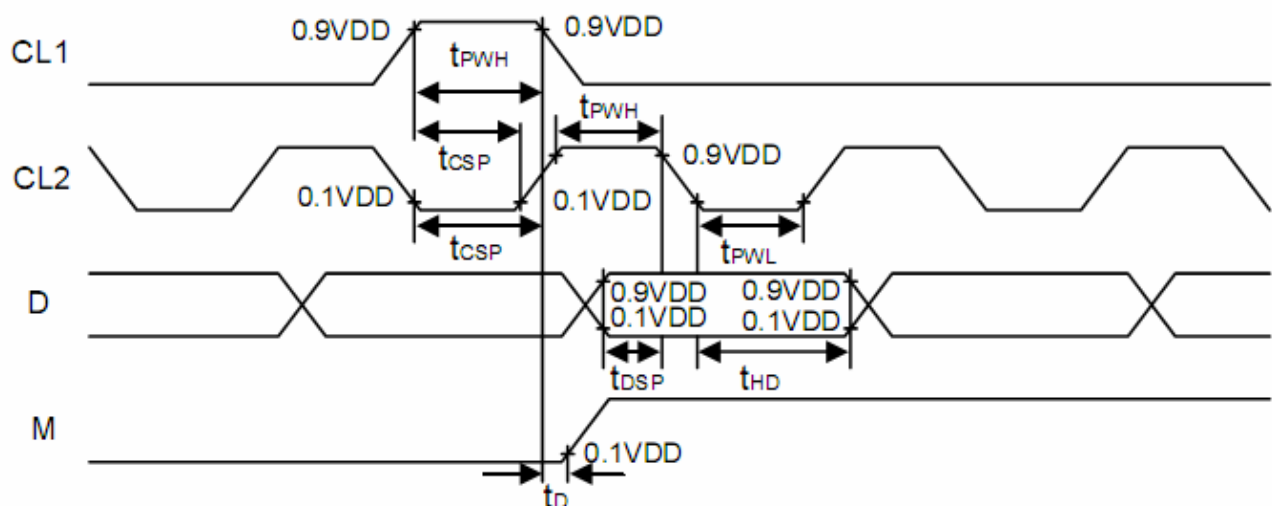 CL1
0.9VDD
0.9VDD
tPWH
tPWH
tCSP
CL2
0.9VDD
0.1VDD
0.1VDD
tCSP
tPWL
D
0.9VDD
0.9VDD
0.1VDD
0.1VDD
tDSP
tHD
M
0.1VDD
tD